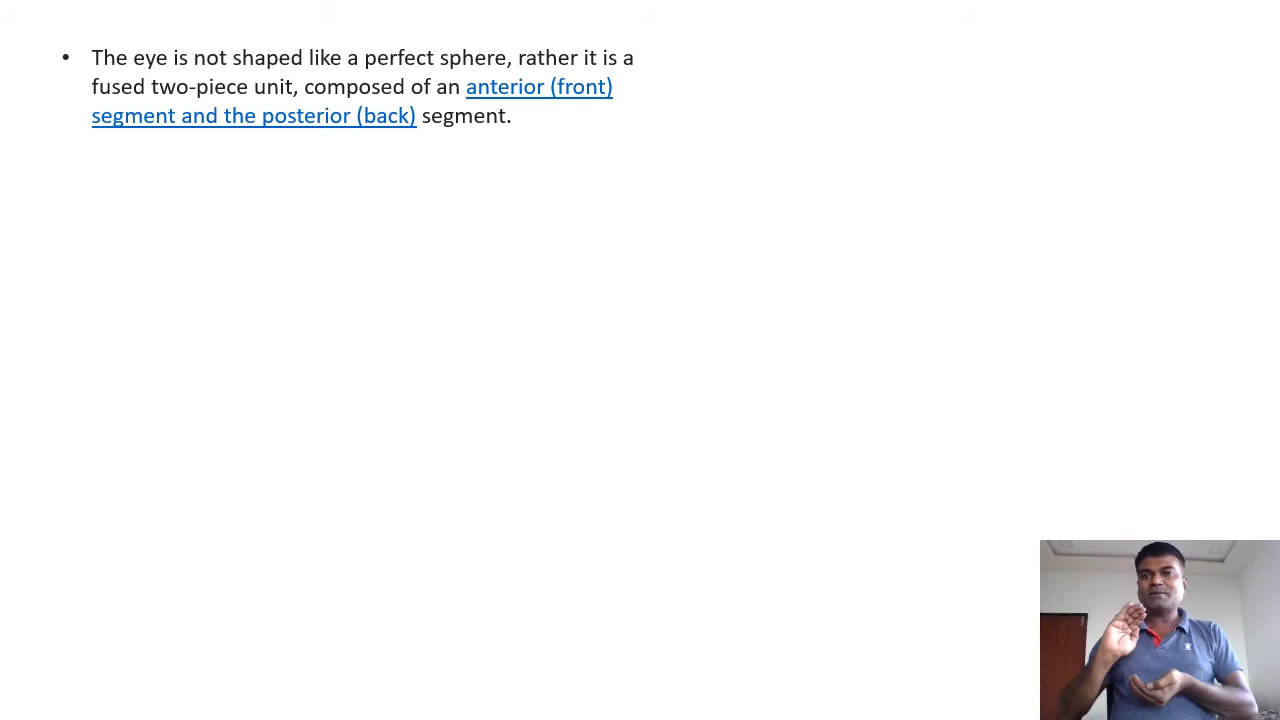 • The eye is not shaped like a perfect sphere, rather it is a
fused two-piece unit, composed of an anterior (front)
segment and the posterior (back) segment.